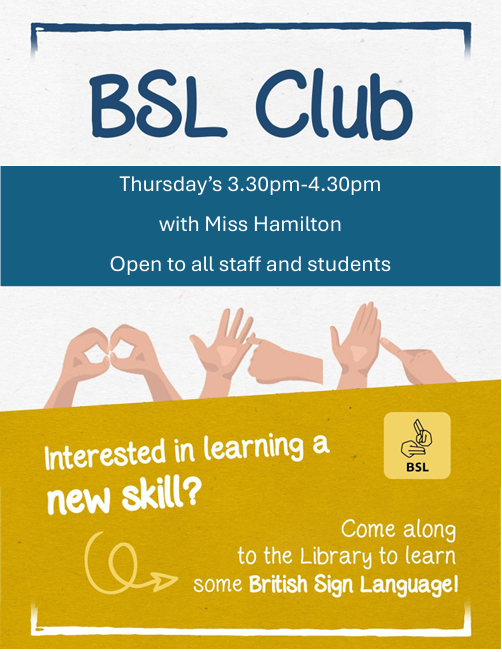 BSL Club
Thursday's 3.30pm-4.30pm
with Miss Hamilton
Open to all staff and students
Interested in learning a
new skill?
BSL
Come along
to the Library to learn
some British Sign Language!